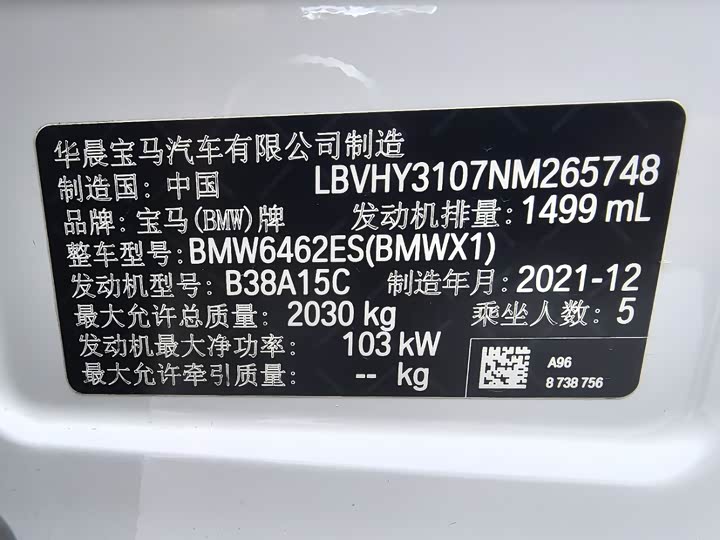 华晨宝马汽车有限公司制造
制造国: 中国 LBVHY3107NM265748
品牌: 宝马(BMW)牌 发动机排量: 1499 mL
整车型号: BMW6462ES(BMWX1)
发动机型号: B38A15C 制造年月: 2021-12
最大允许总质量: 2030 kg 乘坐人数: 5
发动机最大净功率: 103 kW
最大允许牵引质量: -- kg
A96
8 738 756